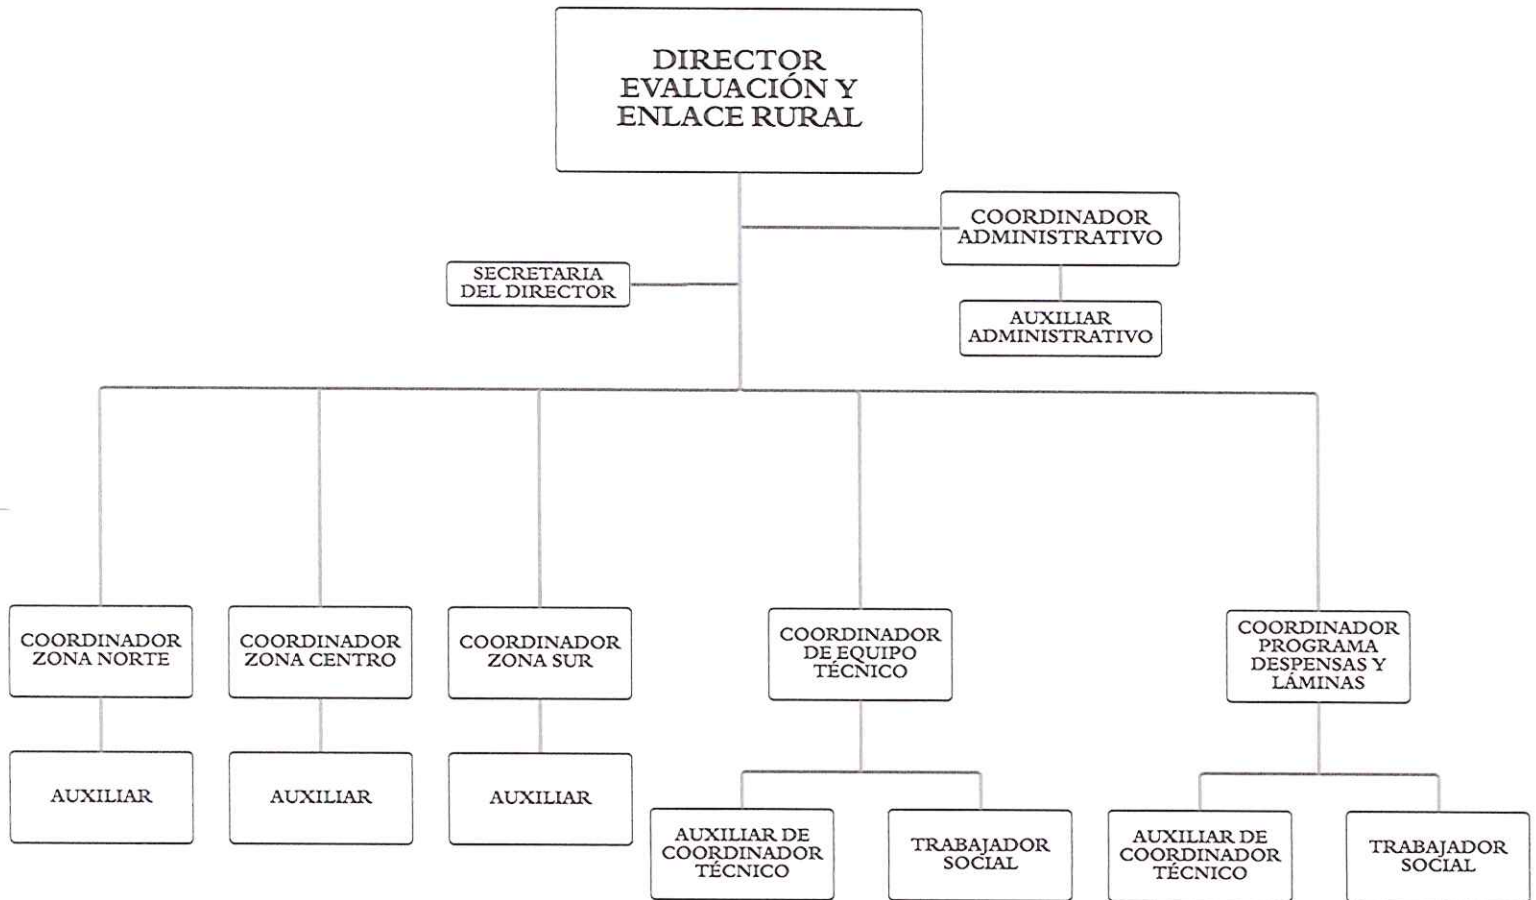 DIRECTOR
EVALUACIÓN Y
ENLACE RURAL
COORDINADOR
ADMINISTRATIVO
SECRETARIA
DEL DIRECTOR
AUXILIAR
ADMINISTRATIVO
COORDINADOR
ZONA NORTE
COORDINADOR
ZONA CENTRO
COORDINADOR
ZONA SUR
COORDINADOR
DE EQUIPO
TÉCNICO
COORDINADOR
PROGRAMA
DESPENSAS Y
LÁMINAS
AUXILIAR
AUXILIAR
AUXILIAR
AUXILIAR DE
COORDINADOR
TÉCNICO
TRABAJADOR
SOCIAL
AUXILIAR DE
COORDINADOR
TÉCNICO
TRABAJADOR
SOCIAL